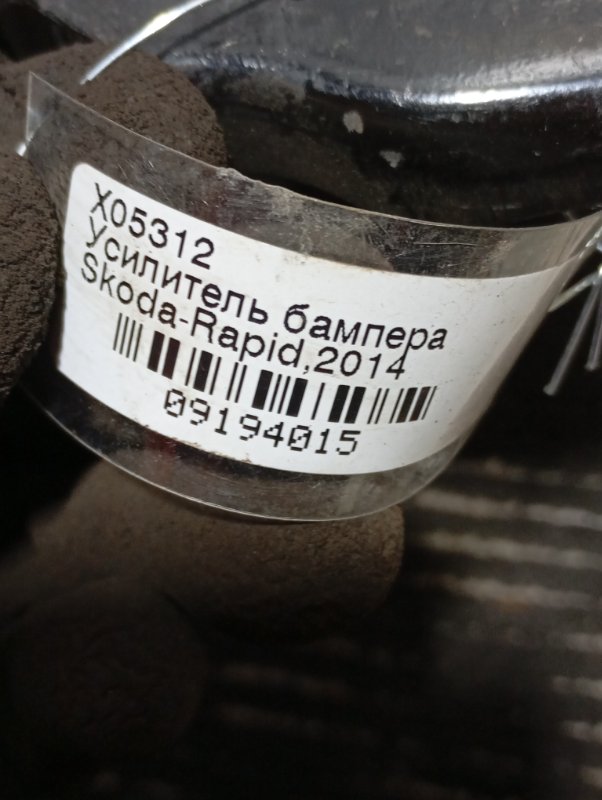 X05312
Усилитель бампера
Skoda-Rapid,2014
09194015